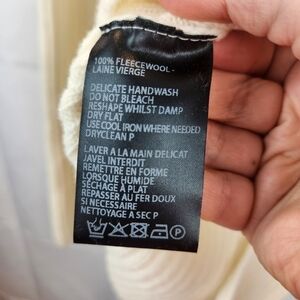 100% FLEECEWOOL -
LAINE VIERGE
DELICATE HANDWASH
DO NOT BLEACH
RESHAPE WHILST DAMP
DRY FLAT
USE COOL IRON WHERE NEEDED
DRYCLEAN P
LAVER A LA MAIN DELICAT
JAVEL INTERDIT
REMETTRE EN FORME
LORSQUE HUMIDE
SÉCHAGE À PLAT
REPASSER AU FER DOUX
SI NECESSAIRE
NETTOYAGE A SEC P
P